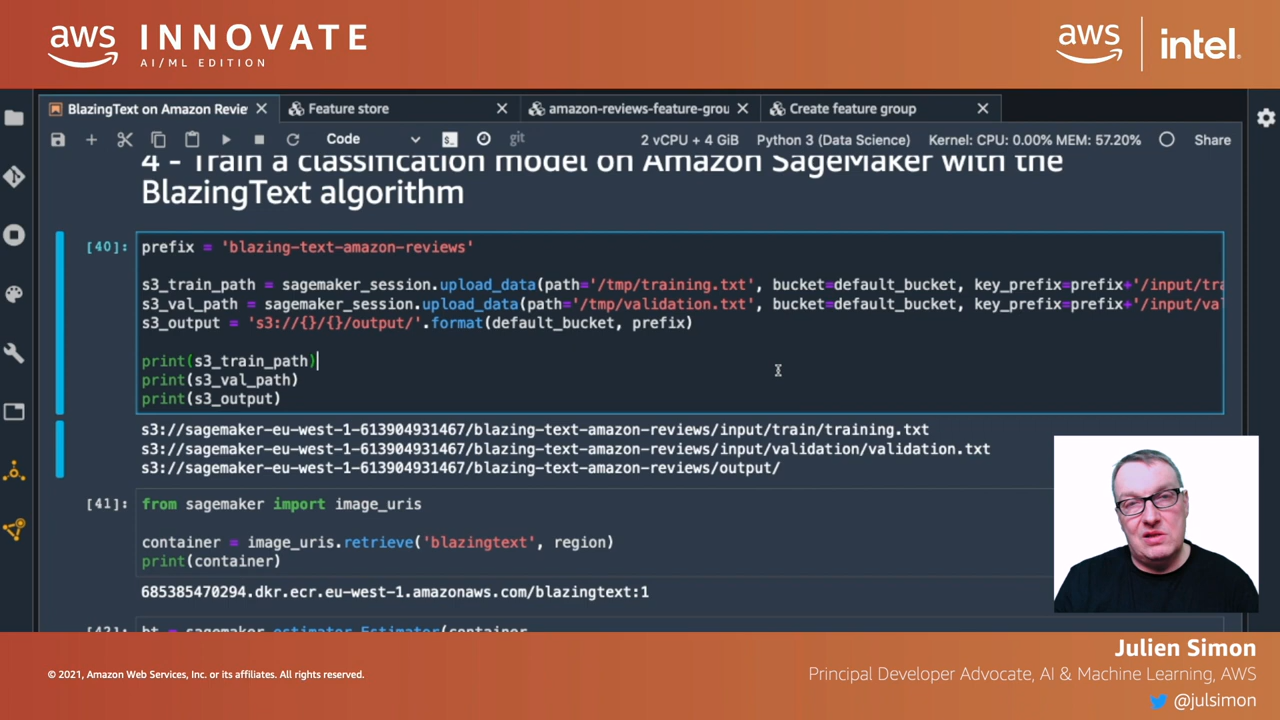 aws INNOVATE
AI/ML EDITION
aws intel.
BlazingText on Amazon Revie
Feature store
amazon-reviews-feature-grou
Create feature group
Code
git
2 vCPU + 4 GiB
Python 3 (Data Science)
Kernel: CPU: 0.00% MEM: 57.20%
Share
4 - Train a classification model on Amazon SageMaker with the
BlazingText algorithm
[40]: prefix = 'blazing-text-amazon-reviews'
s3_train_path = sagemaker_session.upload_data(path='/tmp/training.txt', bucket=default_bucket, key_prefix=prefix+'/input/tra
s3_val_path = sagemaker_session.upload_data(path='/tmp/validation.txt', bucket=default_bucket, key_prefix=prefix+'/input/val
s3_output = 's3://{}/{}/output/'.format(default_bucket, prefix)
print(s3_train_path)
print(s3_val_path)
print(s3_output)
s3://sagemaker-eu-west-1-613904931467/blazing-text-amazon-reviews/input/train/training.txt
s3://sagemaker-eu-west-1-613904931467/blazing-text-amazon-reviews/input/validation/validation.txt
s3://sagemaker-eu-west-1-613904931467/blazing-text-amazon-reviews/output/
[41]: from sagemaker import image_uris
container = image_uris.retrieve('blazingtext', region)
print(container)
685385470294.dkr.ecr.eu-west-1.amazonaws.com/blazingtext:1
[42]: bt = sagemaker.estimator.Estimator(container,
Julien Simon
© 2021, Amazon Web Services, Inc. or its affiliates. All rights reserved.
Principal Developer Advocate, AI & Machine Learning, AWS
@julsimon